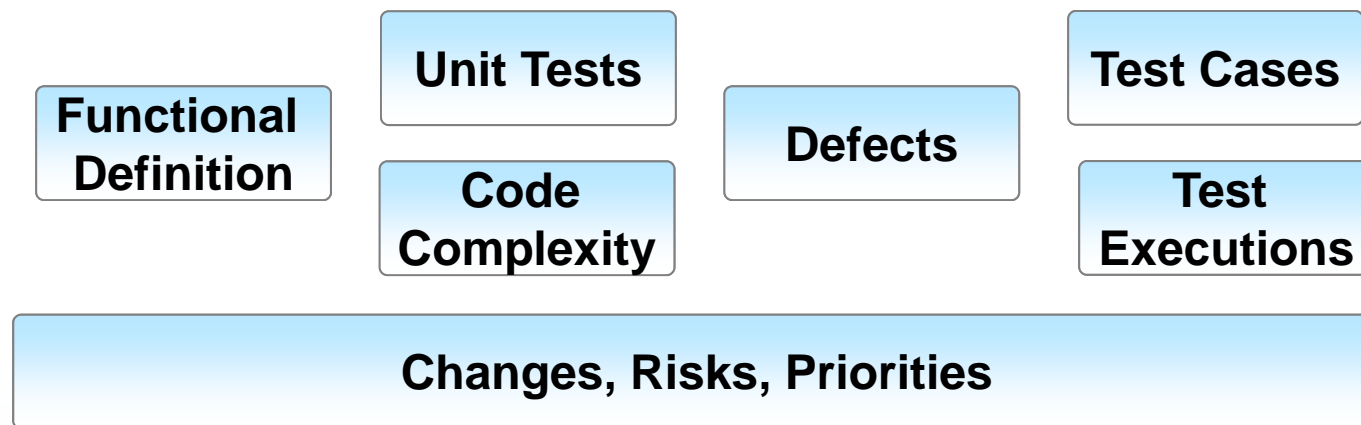 Functional
Definition
Unit Tests
Code
Complexity
Defects
Test Cases
Test
Executions
Changes, Risks, Priorities